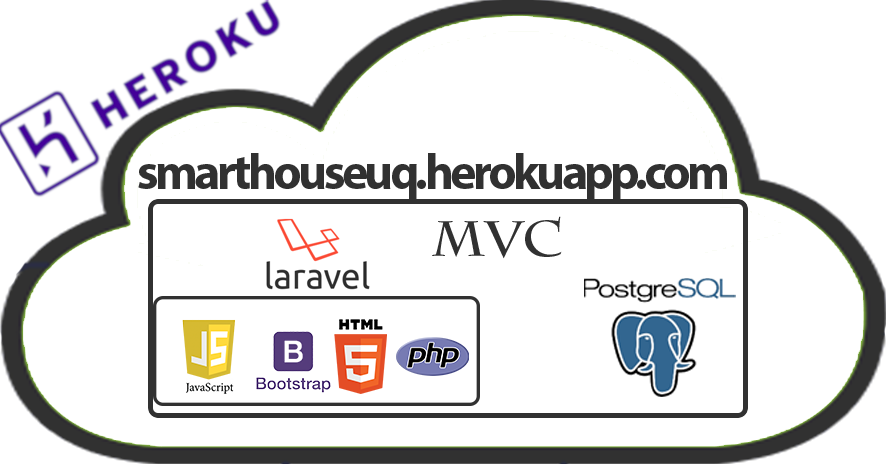 HEROKU
smarthouseuq.herokuapp.com
laravel
MVC
PostgreSQL
JS
JavaScript
B
Bootstrap
HTML
5
php